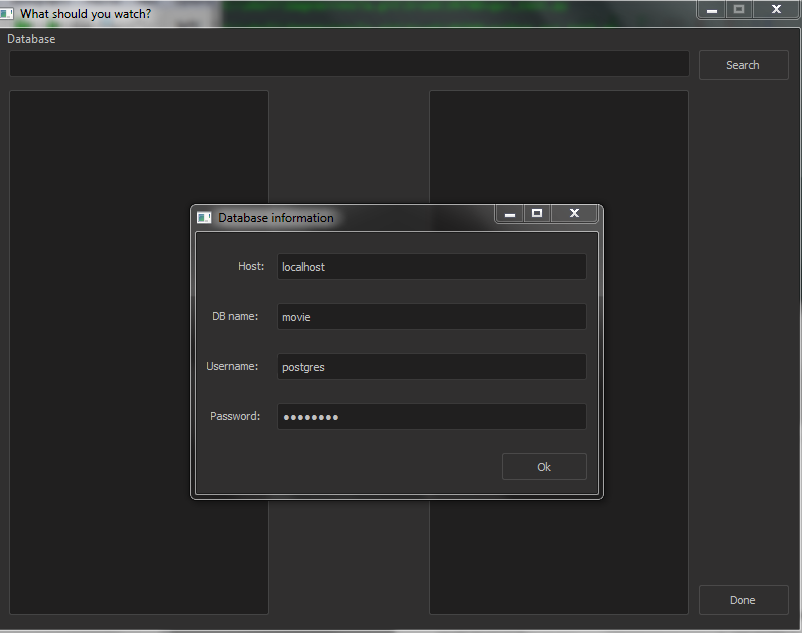 What should you watch?
Database
Search
Database information
Host: localhost
DB name: movie
Username: postgres
Password: ●●●●●●●●
Ok
Done